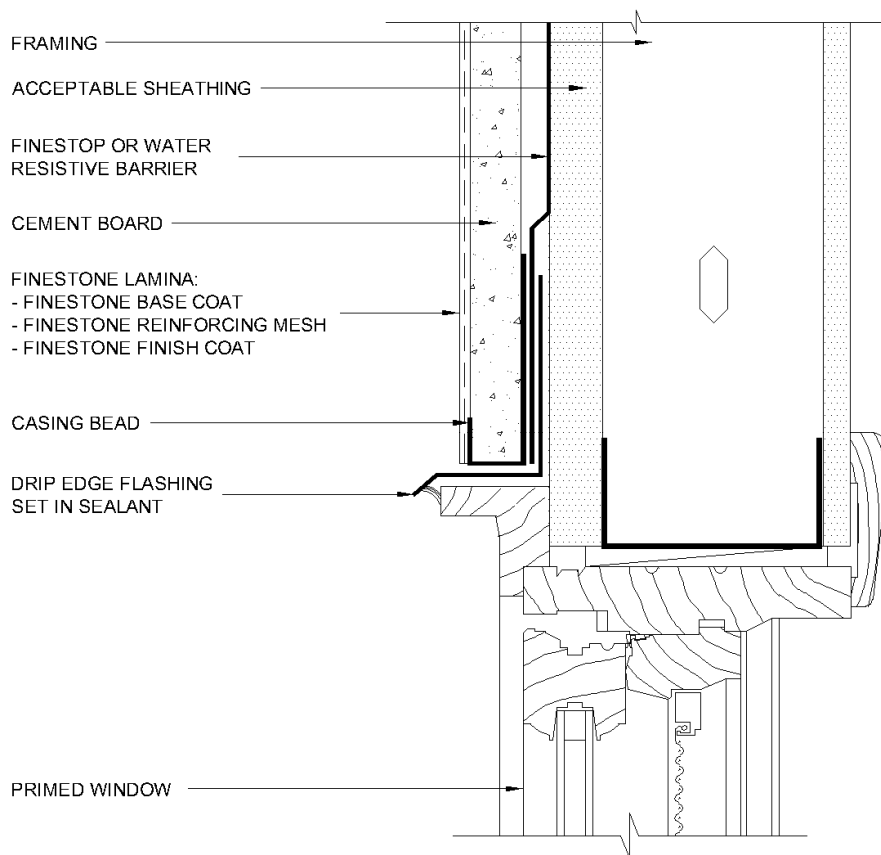 FRAMING
ACCEPTABLE SHEATHING
FINESTOP OR WATER
RESISTIVE BARRIER
CEMENT BOARD
FINESTONE LAMINA:
- FINESTONE BASE COAT
- FINESTONE REINFORCING MESH
- FINESTONE FINISH COAT
CASING BEAD
DRIP EDGE FLASHING
SET IN SEALANT
PRIMED WINDOW